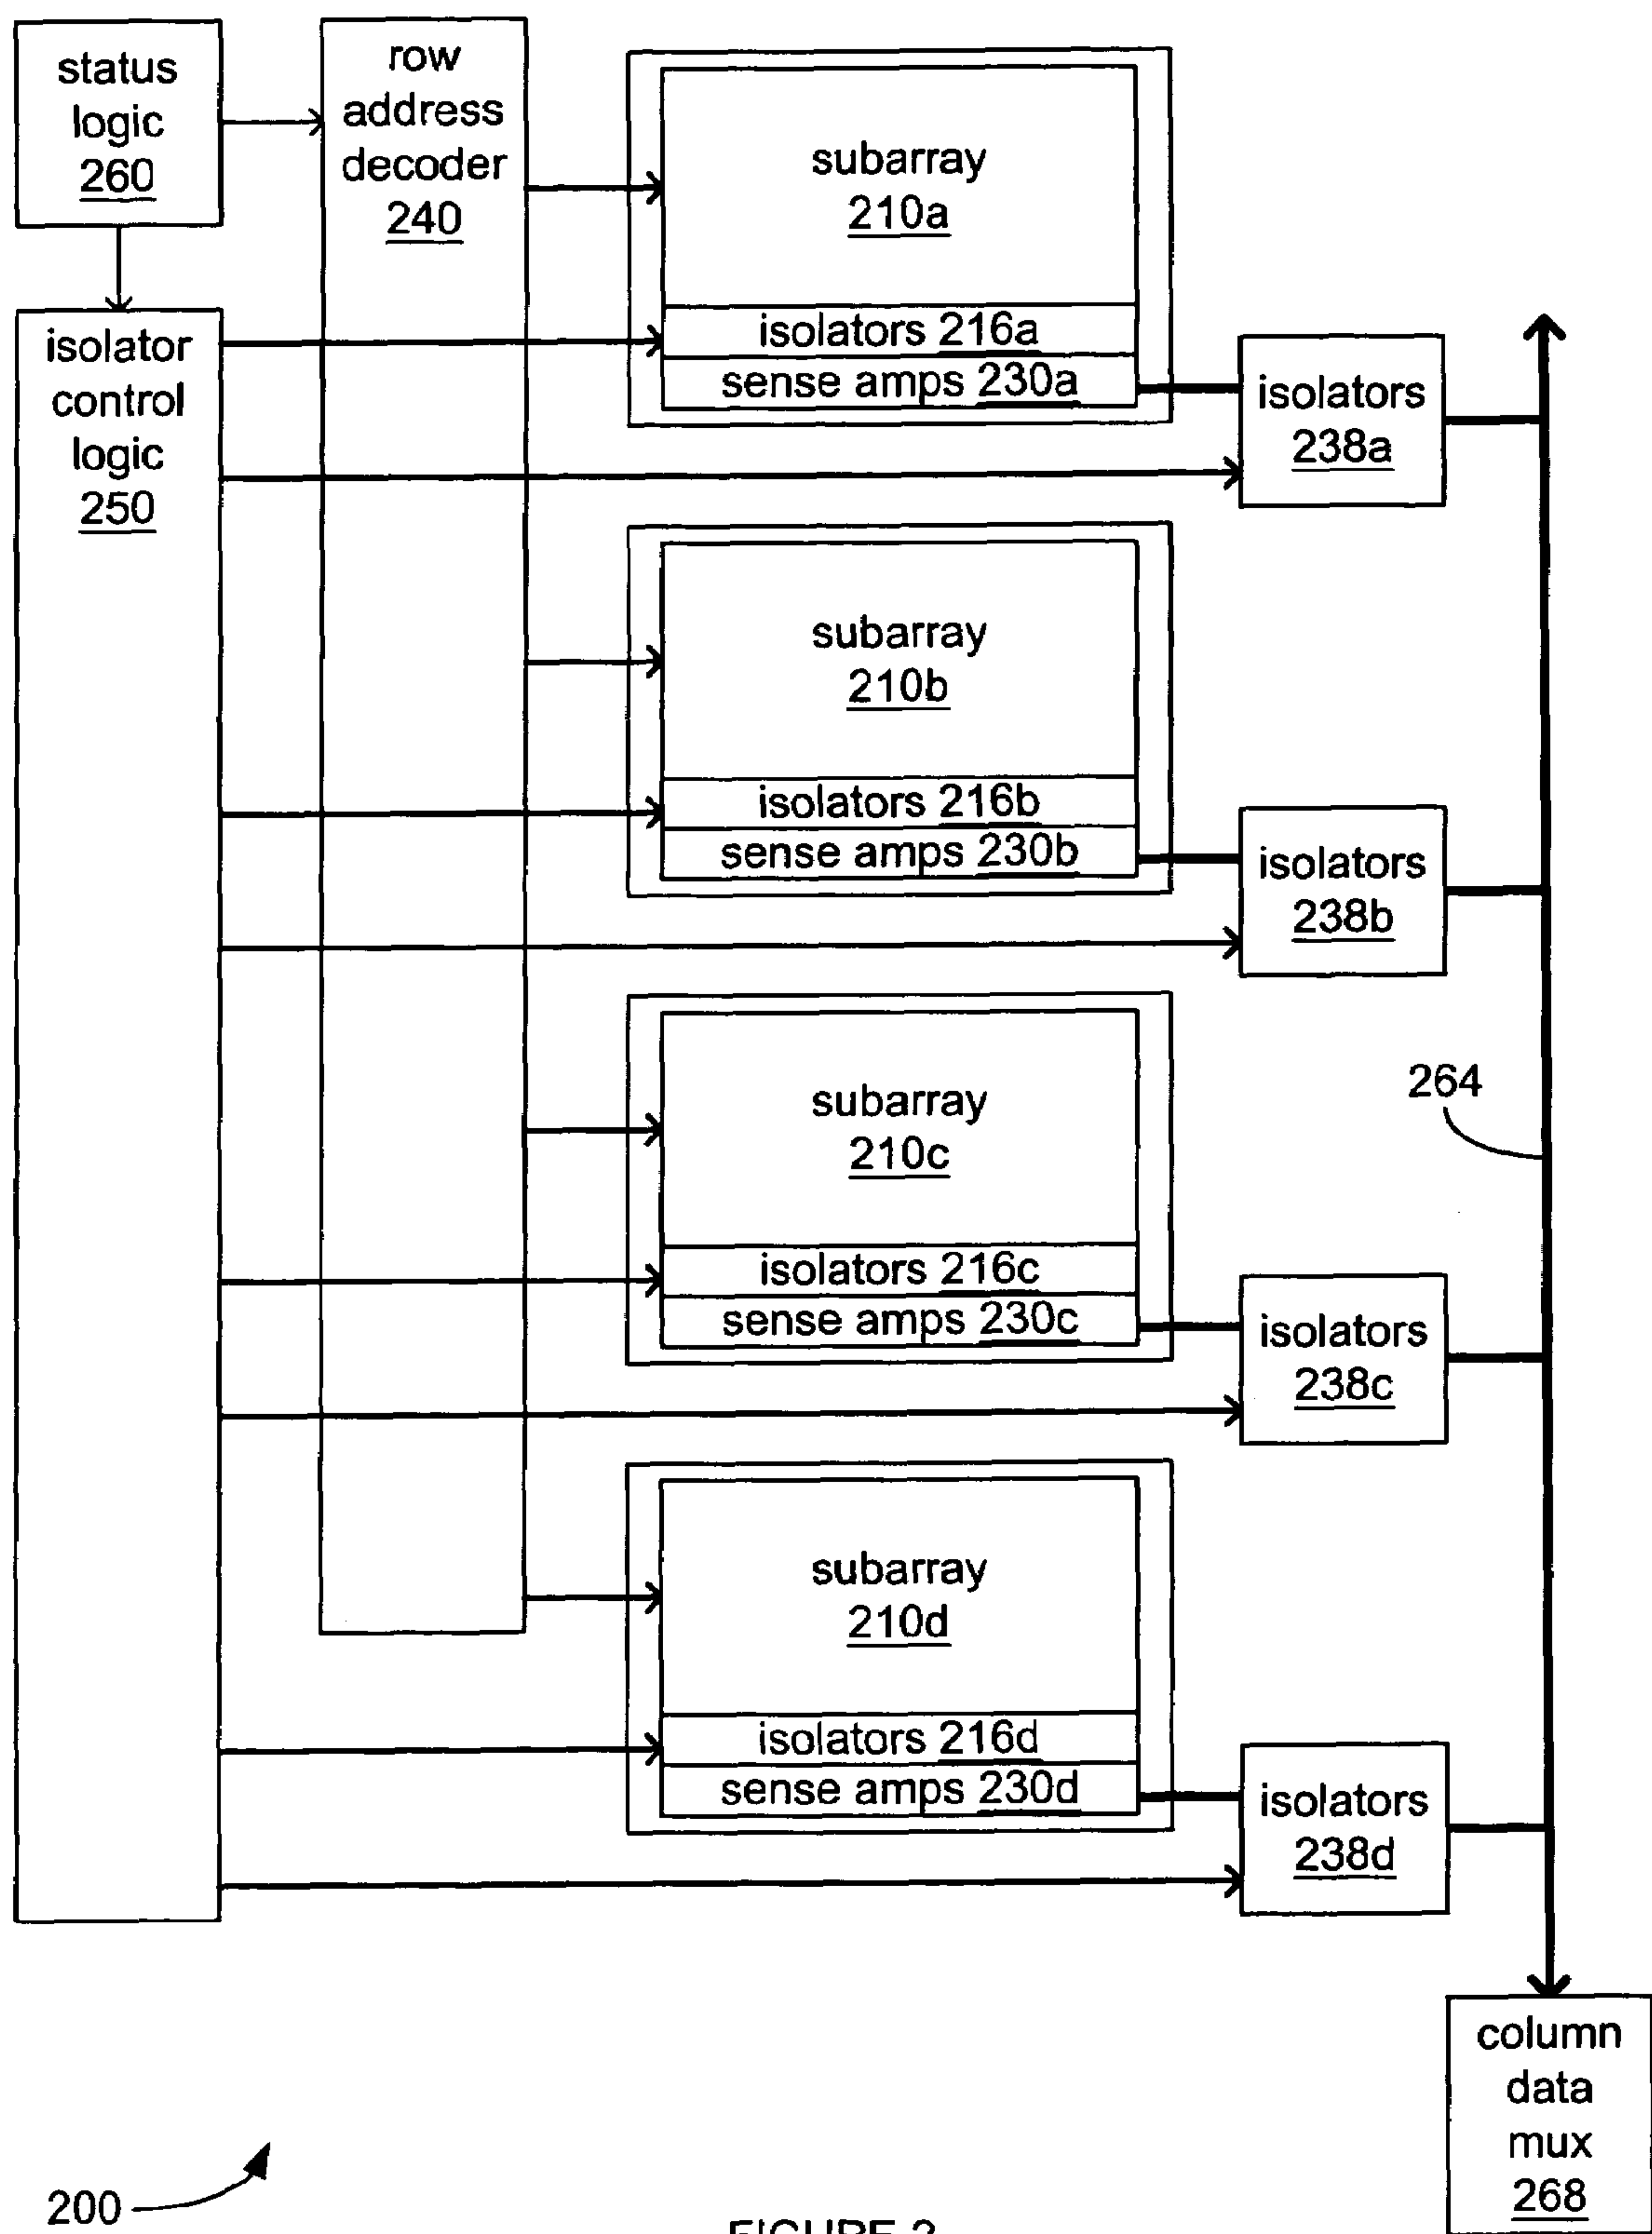 status
logic
260
row
address
decoder
240
subarray
210a
isolators 216a
sense amps 230a
isolator
control
logic
250
isolators
238a
subarray
210b
isolators 216b
sense amps 230b
isolators
238b
subarray
210c
isolators 216c
sense amps 230c
isolators
238c
264
subarray
210d
isolators 216d
sense amps 230d
isolators
238d
column
data
mux
268
200